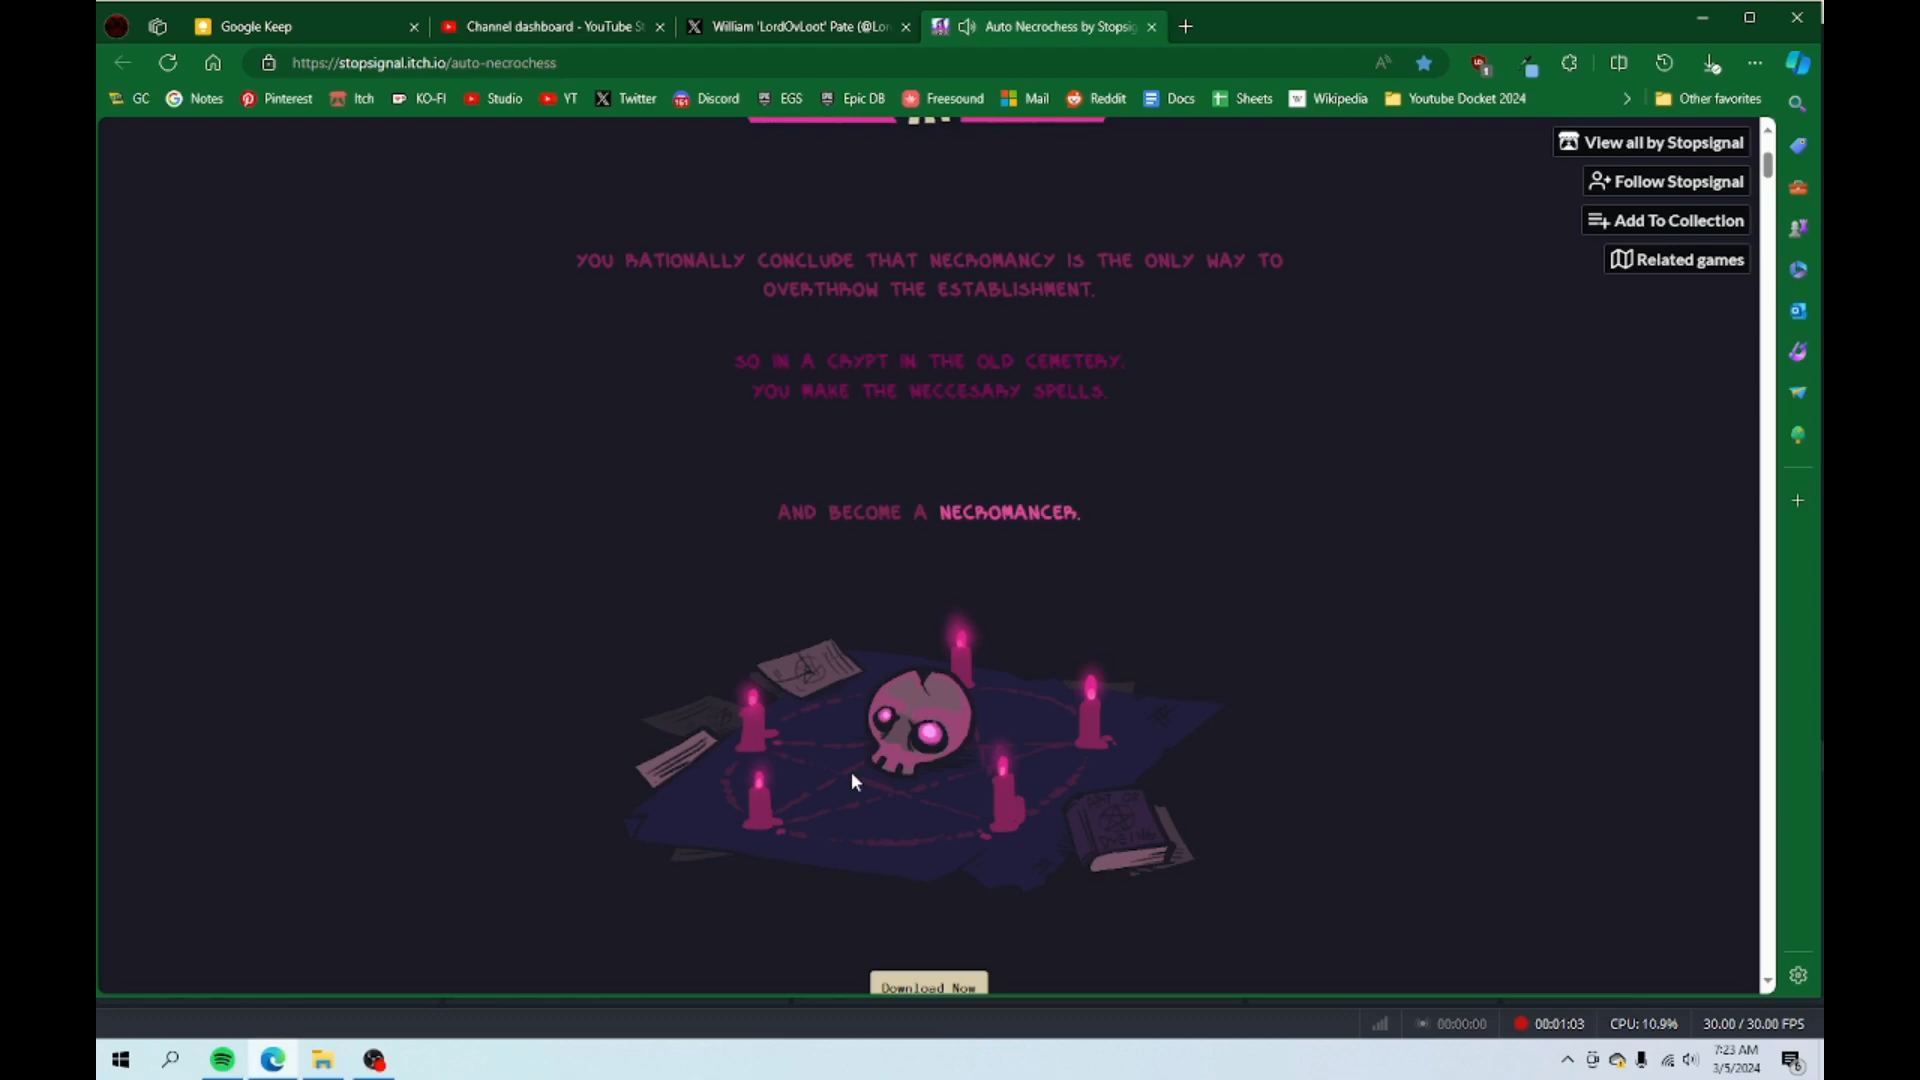 Google Keep
Channel dashboard - YouTube St
William 'LordOvLoot' Pate (@Lor
Auto Necrochess by Stopsig
https://stopsignal.itch.io/auto-necrochess
GC
Notes
Pinterest
Itch
KO-FI
Studio
YT
Twitter
Discord
EGS
Epic DB
Freesound
Mail
Reddit
Docs
Sheets
Wikipedia
Youtube Docket 2024
Other favorites
View all by Stopsignal
Follow Stopsignal
Add To Collection
Related games
YOU RATIONALLY CONCLUDE THAT NECROMANCY IS THE ONLY WAY TO
OVERTHROW THE ESTABLISHMENT.
SO IN A CRYPT IN THE OLD CEMETERY,
YOU MAKE THE NECCESARY SPELLS.
AND BECOME A NECROMANCER.
Download Now
00:00:00
00:01:03
CPU: 10.9%
30.00 / 30.00 FPS
7:23 AM
3/5/2024